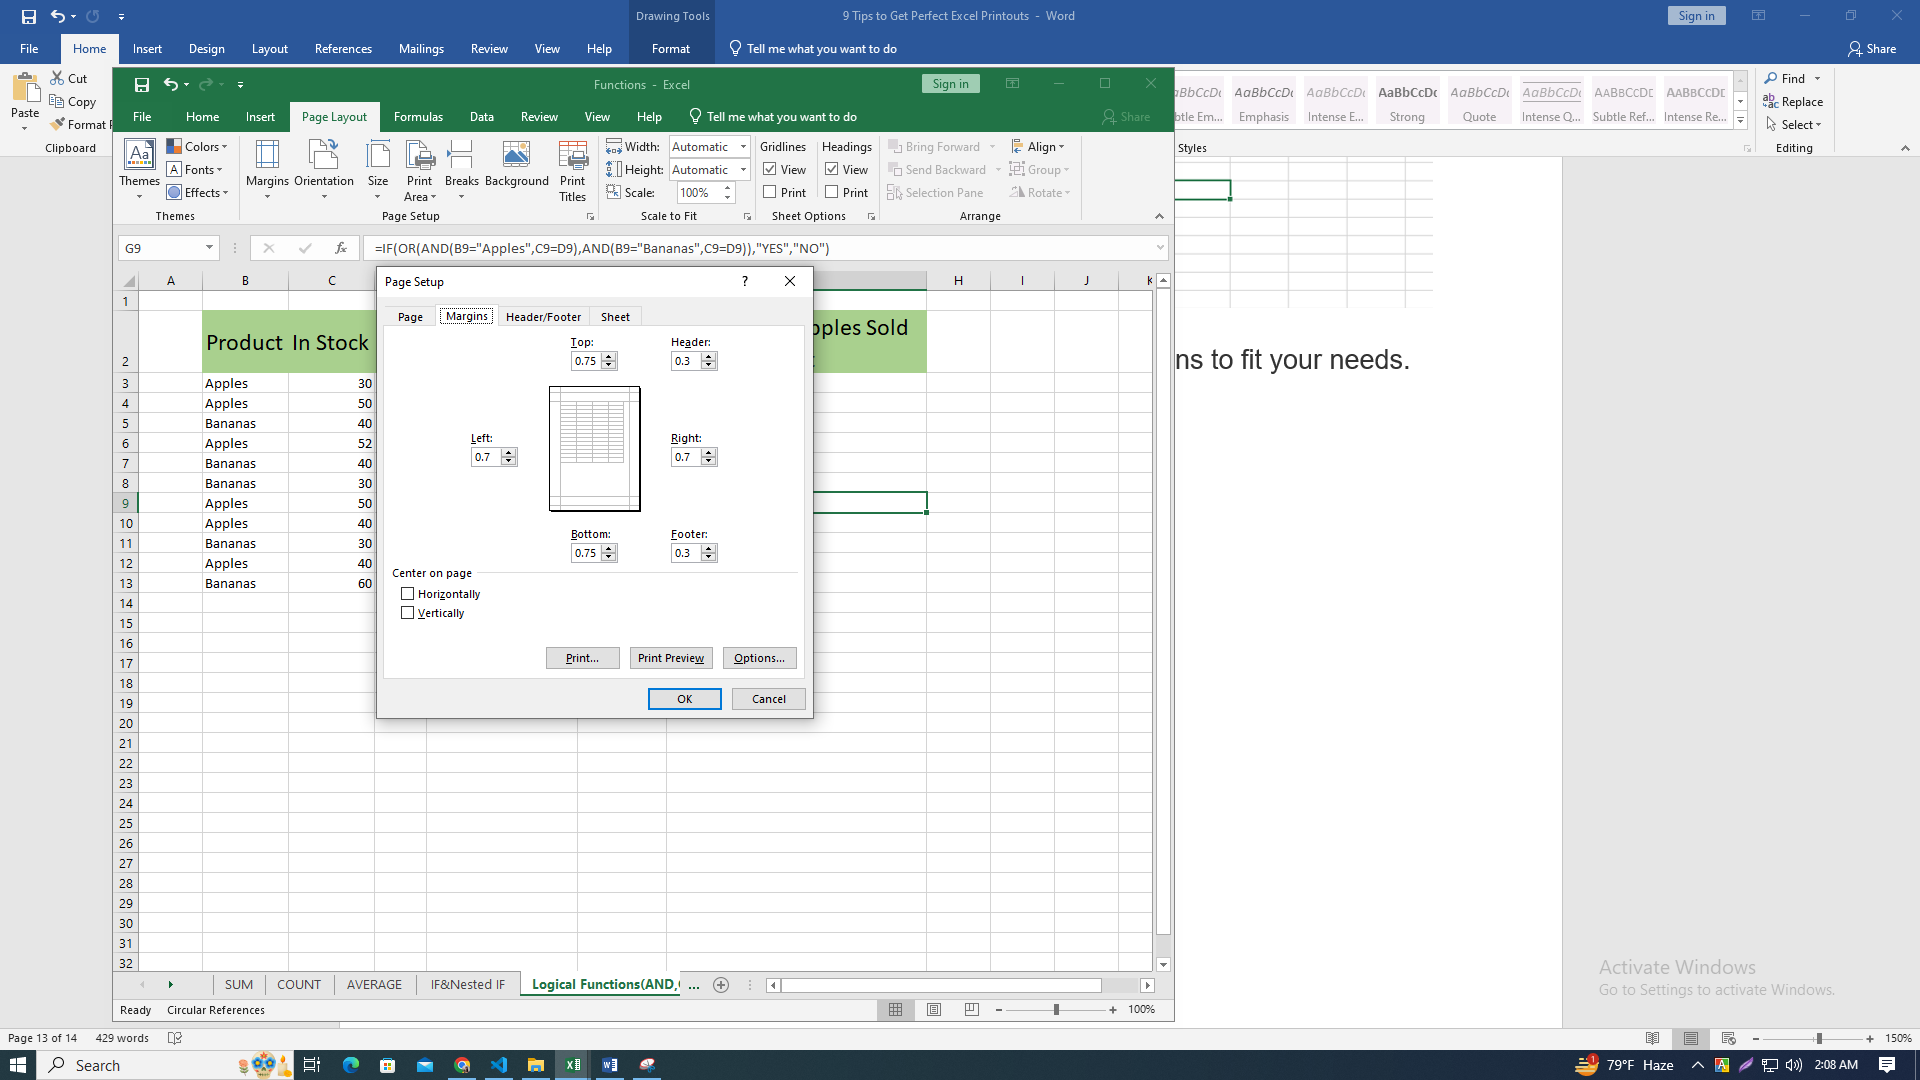 Drawing Tools
9 Tips to Get Perfect Excel Printouts - Word
Sign in
File Home Insert Design Layout References Mailings Review View Help Format Tell me what you want to do Share
Paste
Cut
Copy
Format
Clipboard
Functions - Excel
Sign in
File Home Insert Page Layout Formulas Data Review View Help Tell me what you want to do Share
Themes
Colors
Fonts
Effects
Themes
Margins Orientation Size Print Area Breaks Background Print Titles
Page Setup
Width: Automatic
Height: Automatic
Scale: 100%
Scale to Fit
Gridlines Headings
View View
Print Print
Sheet Options
Bring Forward
Send Backward
Selection Pane
Align
Group
Rotate
Arrange
AaBbCcDc AaBbCcDc AaBbCcDc AaBbCcDc AaBbCcDc AABBCCDE AABBCCDE
Emphasis Intense E... Strong Quote Intense Q... Subtle Ref... Intense Re...
Styles
Find
Replace
Select
Editing
G9
fx
=IF(OR(AND(B9="Apples",C9=D9),AND(B9="Bananas",C9=D9)),"YES","NO")
A B C H I J K
1
2 Product In Stock
pples Sold
3 Apples 30
4 Apples 50
5 Bananas 40
6 Apples 52
7 Bananas 40
8 Bananas 30
9 Apples 50
10 Apples 40
11 Bananas 30
12 Apples 40
13 Bananas 60
14
15
16
17
18
19
20
21
22
23
24
25
26
27
28
29
30
31
32
Page Setup ?
Page Margins Header/Footer Sheet
Top: Header:
0.75 0.3
Left: Right:
0.7 0.7
Bottom: Footer:
0.75 0.3
Center on page
Horizontally
Vertically
Print... Print Preview Options...
OK Cancel
ns to fit your needs.
SUM COUNT AVERAGE IF&Nested IF Logical Functions(AND, ...
Ready Circular References
100%
Activate Windows
Go to Settings to activate Windows.
Page 13 of 14 429 words
150%
Search
1
79°F Haze
2:08 AM